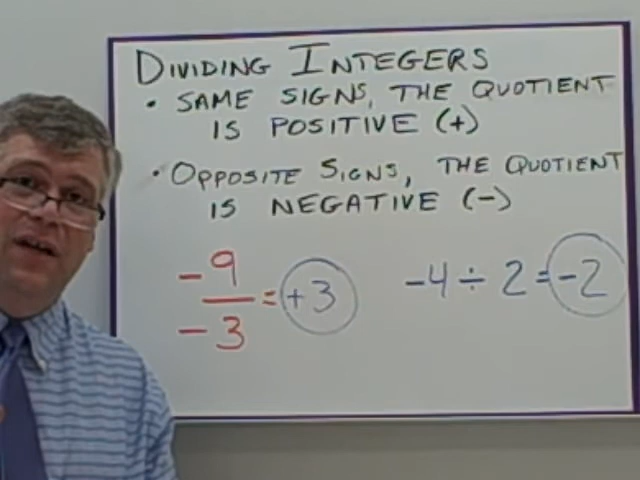 DIVIDING INTEGERS
• SAME SIGNS, THE QUOTIENT
IS POSITIVE (+)
• OPPOSITE SIGNS, THE QUOTIENT
IS NEGATIVE (-)
-9
-3
= +3
-4 ÷ 2 = -2